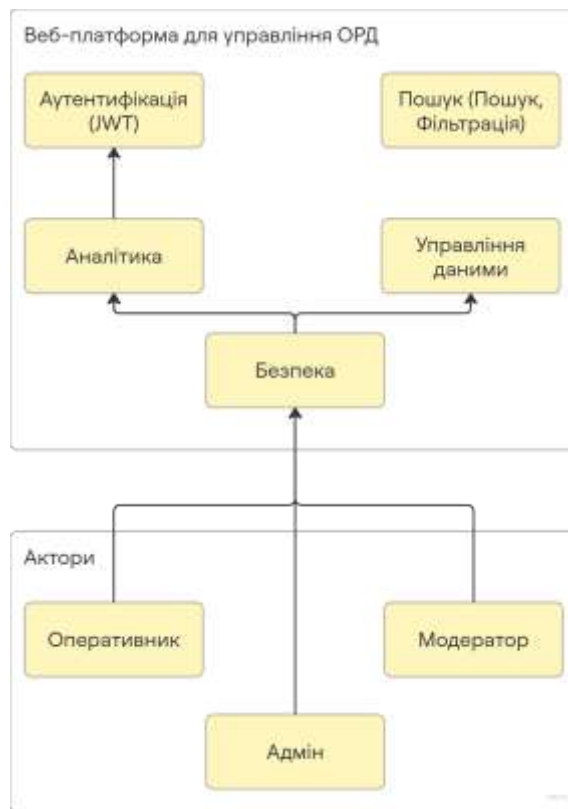 Веб-платформа для управління ОРД
Аутентифікація
(JWT)
Пошук (Пошук,
Фільтрація)
Аналітика
Управління
даними
Безпека
Актори
Оперативник
Модератор
Адмін